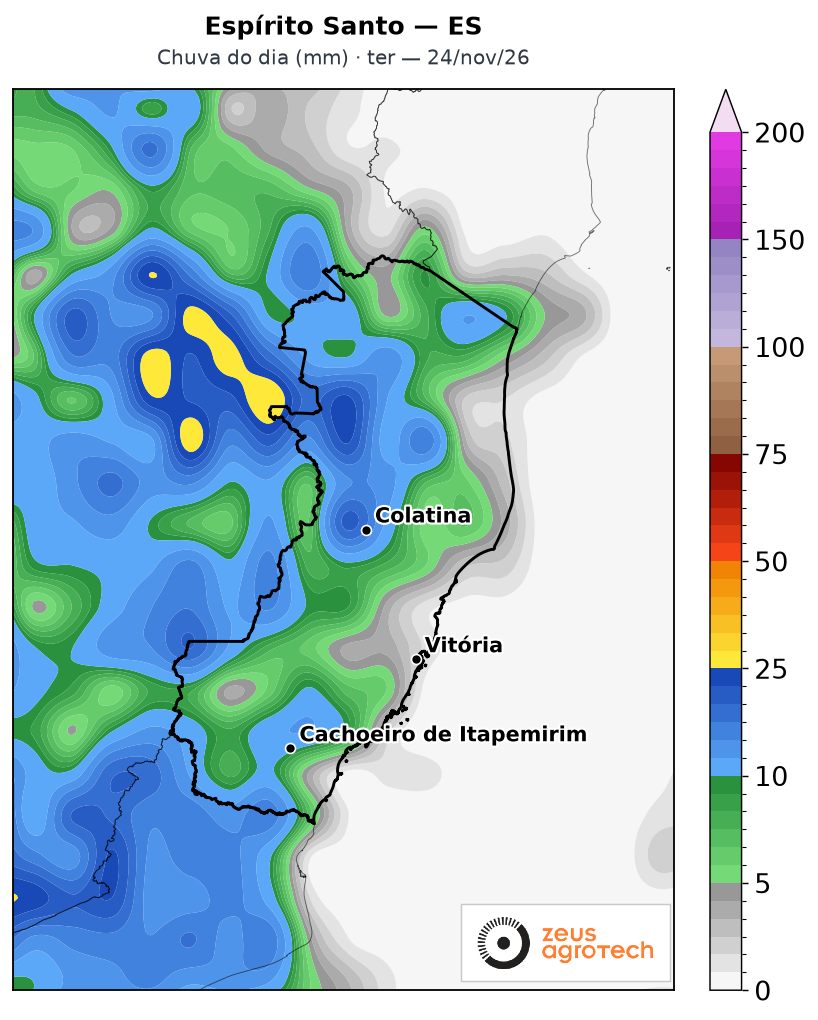 Espírito Santo — ES
Chuva do dia (mm) · ter — 24/nov/26
200
150
100
75
50
25
10
5
0
Colatina
Vitória
Cachoeiro de Itapemirim
zeus
agrotech